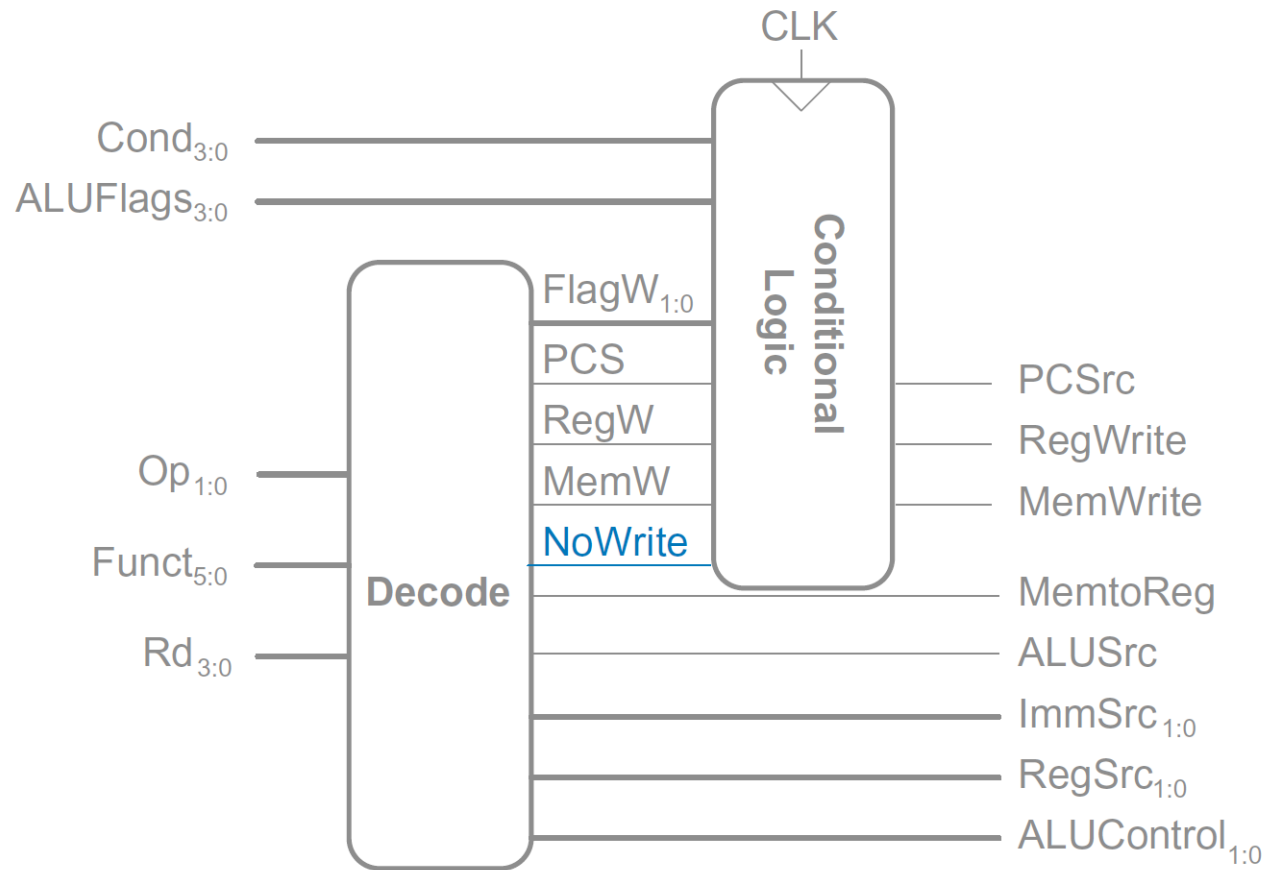 CLK
Cond3:0
ALUFlags3:0
Conditional
Logic
FlagW1:0
PCS
PCSrc
RegW
RegWrite
Op1:0
MemW
MemWrite
NoWrite
Funct5:0
Decode
MemtoReg
Rd3:0
ALUSrc
ImmSrc1:0
RegSrc1:0
ALUControl1:0